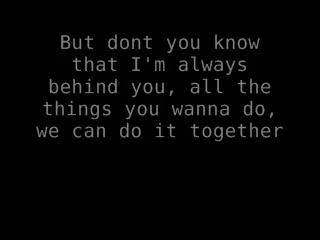 But dont you know
that I'm always
behind you, all the
things you wanna do,
we can do it together